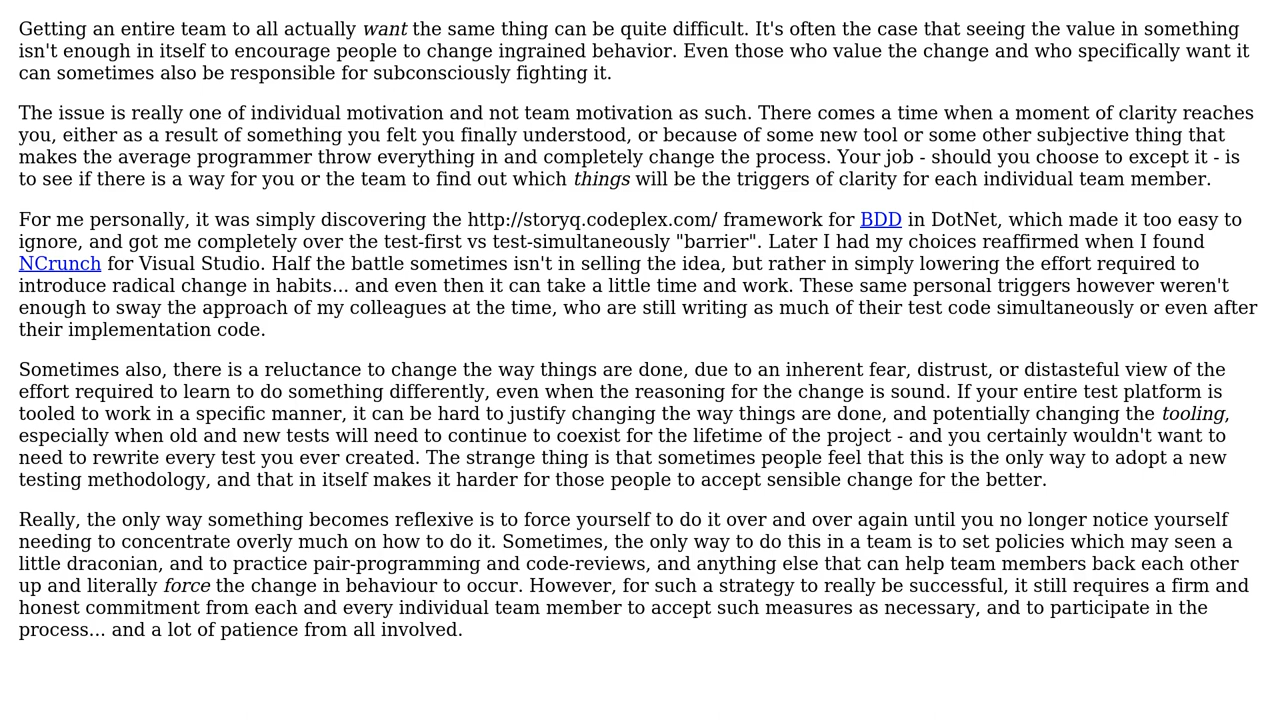 Getting an entire team to all actually want the same thing can be quite difficult. It's often the case that seeing the value in something
isn't enough in itself to encourage people to change ingrained behavior. Even those who value the change and who specifically want it
can sometimes also be responsible for subconsciously fighting it.
The issue is really one of individual motivation and not team motivation as such. There comes a time when a moment of clarity reaches
you, either as a result of something you felt you finally understood, or because of some new tool or some other subjective thing that
makes the average programmer throw everything in and completely change the process. Your job - should you choose to except it - is
to see if there is a way for you or the team to find out which things will be the triggers of clarity for each individual team member.
For me personally, it was simply discovering the http://storyq.codeplex.com/ framework for BDD in DotNet, which made it too easy to
ignore, and got me completely over the test-first vs test-simultaneously "barrier". Later I had my choices reaffirmed when I found
NCrunch for Visual Studio. Half the battle sometimes isn't in selling the idea, but rather in simply lowering the effort required to
introduce radical change in habits... and even then it can take a little time and work. These same personal triggers however weren't
enough to sway the approach of my colleagues at the time, who are still writing as much of their test code simultaneously or even after
their implementation code.
Sometimes also, there is a reluctance to change the way things are done, due to an inherent fear, distrust, or distasteful view of the
effort required to learn to do something differently, even when the reasoning for the change is sound. If your entire test platform is
tooled to work in a specific manner, it can be hard to justify changing the way things are done, and potentially changing the tooling,
especially when old and new tests will need to continue to coexist for the lifetime of the project - and you certainly wouldn't want to
need to rewrite every test you ever created. The strange thing is that sometimes people feel that this is the only way to adopt a new
testing methodology, and that in itself makes it harder for those people to accept sensible change for the better.
Really, the only way something becomes reflexive is to force yourself to do it over and over again until you no longer notice yourself
needing to concentrate overly much on how to do it. Sometimes, the only way to do this in a team is to set policies which may seen a
little draconian, and to practice pair-programming and code-reviews, and anything else that can help team members back each other
up and literally force the change in behaviour to occur. However, for such a strategy to really be successful, it still requires a firm and
honest commitment from each and every individual team member to accept such measures as necessary, and to participate in the
process... and a lot of patience from all involved.